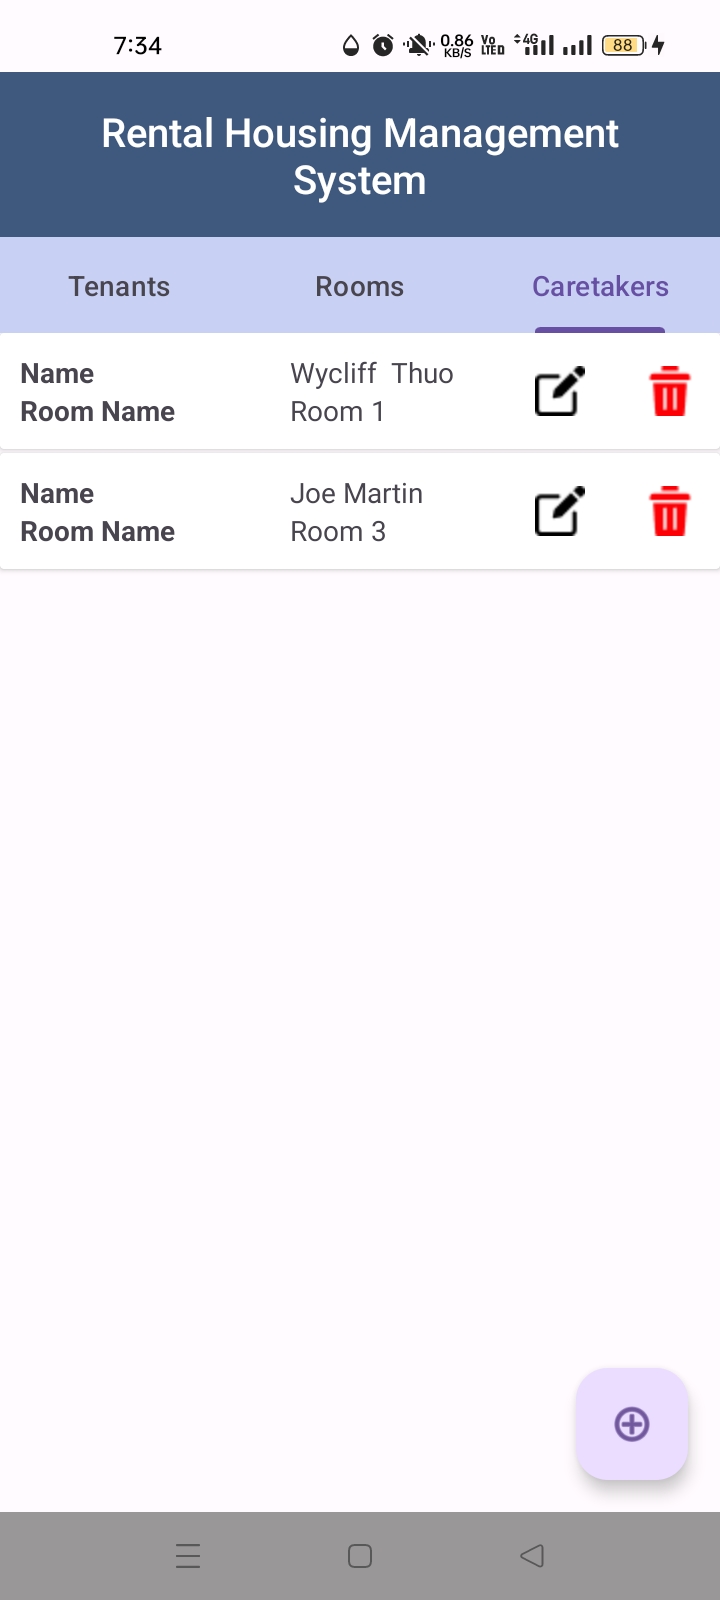 7:34 0.86 KB/S Vo LTED 4G 88
Rental Housing Management
System
Tenants Rooms Caretakers
Name Wycliff  Thuo
Room Name Room 1
Name Joe Martin
Room Name Room 3